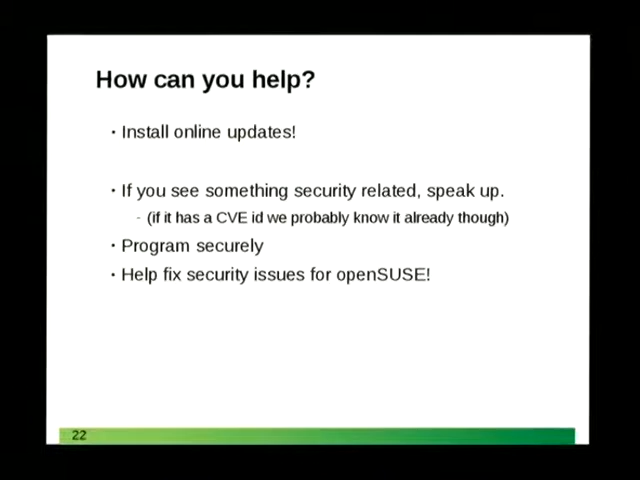 How can you help?
· Install online updates!
· If you see something security related, speak up.
- (if it has a CVE id we probably know it already though)
· Program securely
· Help fix security issues for openSUSE!
22